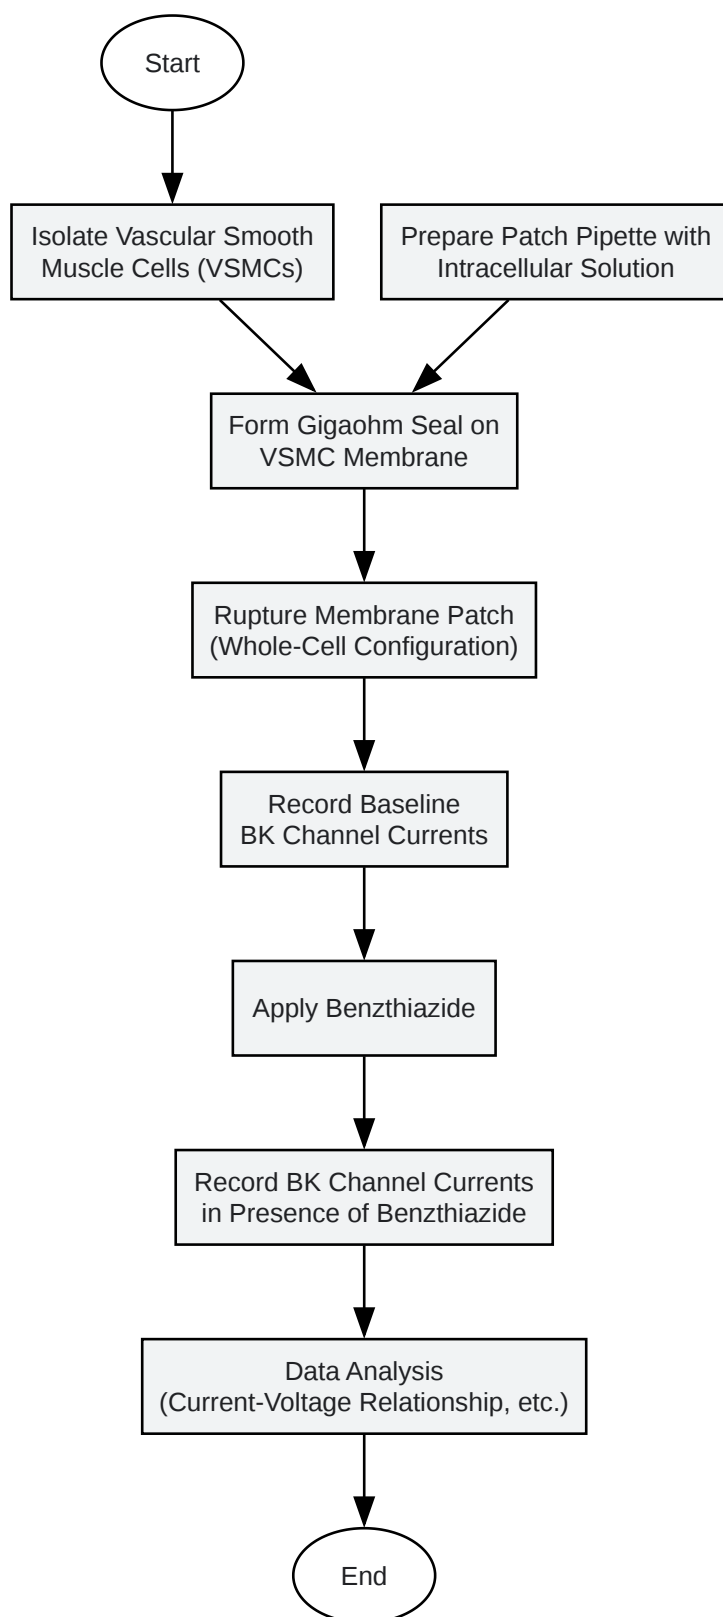 Start
Isolate Vascular Smooth
Muscle Cells (VSMCs)
Prepare Patch Pipette with
Intracellular Solution
Form Gigaohm Seal on
VSMC Membrane
Rupture Membrane Patch
(Whole-Cell Configuration)
Record Baseline
BK Channel Currents
Apply Benzthiazide
Record BK Channel Currents
in Presence of Benzthiazide
Data Analysis
(Current-Voltage Relationship, etc.)
End